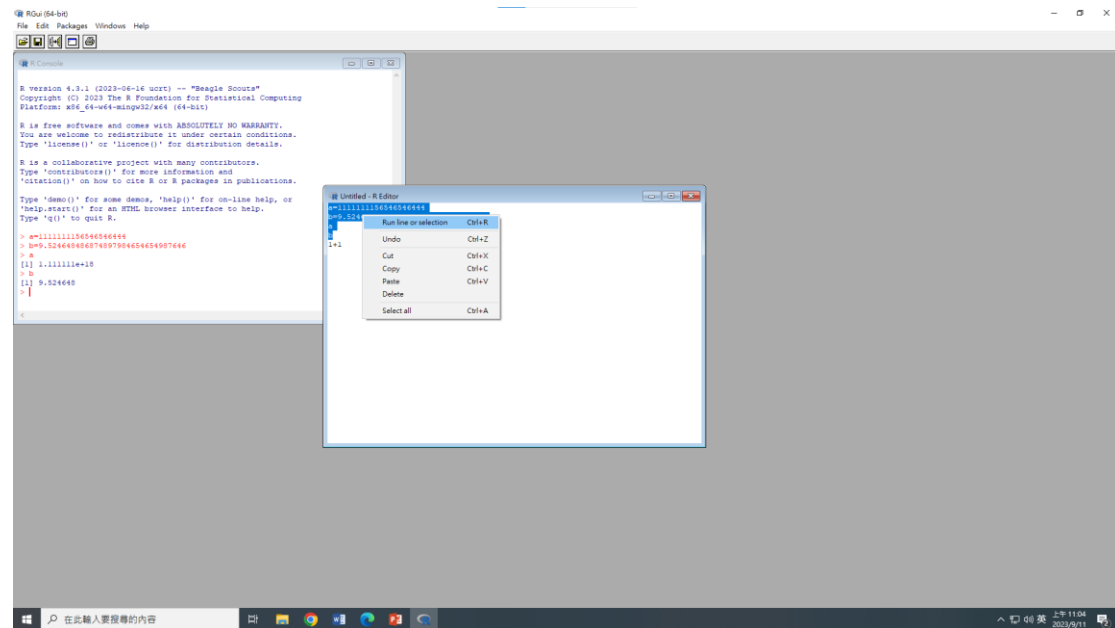 RGui (64-bit)
File Edit Packages Windows Help
R Console
R version 4.3.1 (2023-06-16 ucrt) -- "Beagle Scouts"
Copyright (C) 2023 The R Foundation for Statistical Computing
Platform: x86_64-w64-mingw32/x64 (64-bit)
R is free software and comes with ABSOLUTELY NO WARRANTY.
You are welcome to redistribute it under certain conditions.
Type 'license()' or 'licence()' for distribution details.
R is a collaborative project with many contributors.
Type 'contributors()' for more information and
'citation()' on how to cite R or R packages in publications.
Type 'demo()' for some demos, 'help()' for on-line help, or
'help.start()' for an HTML browser interface to help.
Type 'q()' to quit R.
> a=1111111156546546444
> b=9.524648486874897984654654987646
> a
[1] 1.111111e+18
> b
[1] 9.524648
>
Untitled - R Editor
a=1111111156546546444
b=9.524
a
b
1+1
Run line or selection Ctrl+R
Undo Ctrl+Z
Cut Ctrl+X
Copy Ctrl+C
Paste Ctrl+V
Delete
Select all Ctrl+A
在此輸入要搜尋的內容
英
上午 11:04
2023/9/11